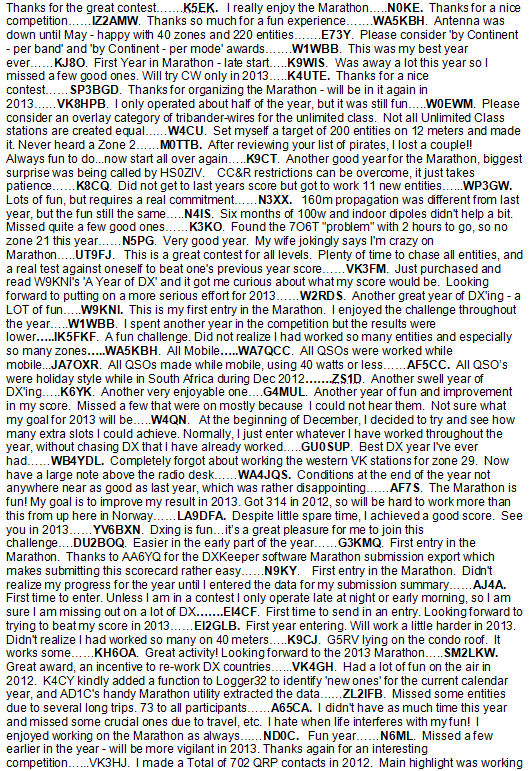 Thanks for the great contest.......K5EK.   I really enjoy the Marathon.....N0KE.  Thanks for a nice
competition......IZ2AMW.  Thanks so much for a fun experience.......WA5KBH.  Antenna was
down until May - happy with 40 zones and 220 entities.......E73Y.  Please consider 'by Continent
- per band' and 'by Continent - per mode' awards.......W1WBB.  This was my best year
ever......KJ8O.  First Year in Marathon - late start.....K9WIS.  Was away a lot this year so I
missed a few good ones. Will try CW only in 2013.....K4UTE.  Thanks for a nice
contest...... SP3BGD.  Thanks for organizing the Marathon - will be in it again in
2013......VK8HPB.  I only operated about half of the year, but it was still fun.....W0EWM.  Please
consider an overlay category of tribander-wires for the unlimited class.  Not all Unlimited Class
stations are created equal......W4CU.  Set myself a target of 200 entities on 12 meters and made
it. Never heard a Zone 2......M0TTB.  After reviewing your list of pirates, I lost a couple!!
Always fun to do...now start all over again.....K9CT.  Another good year for the Marathon, biggest
surprise was being called by HS0ZIV.    CC&R restrictions can be overcome, it just takes
patience.......K8CQ.  Did not get to last years score but got to work 11 new entities......WP3GW.
Lots of fun, but requires a real commitment......N3XX.   160m propagation was different from last
year, but the fun still the same.....N4IS.  Six months of 100w and indoor dipoles didn't help a bit.
Missed quite a few good ones......K3KO.  Found the 7O6T "problem" with 2 hours to go, so no
zone 21 this year.......N5PG.  Very good year.  My wife jokingly says I'm crazy on
Marathon.....UT9FJ.   This is a great contest for all levels.  Plenty of time to chase all entities, and
a real test against oneself to beat one's previous year score......VK3FM.  Just purchased and
read W9KNI's 'A Year of DX' and it got me curious about what my score would be.  Looking
forward to putting on a more serious effort for 2013.......W2RDS.  Another great year of DX'ing - a
LOT of fun.....W9KNI.  This is my first entry in the Marathon.  I enjoyed the challenge throughout
the year.....W1WBB.  I spent another year in the competition but the results were
lower.....IK5FKF.  A fun challenge. Did not realize I had worked so many entities and especially
so many zones.....WA5KBH.  All Mobile.....WA7QCC.  All QSOs were worked while
mobile...JA7OXR.  All QSOs made while mobile, using 40 watts or less.......AF5CC.  All QSO's
were holiday style while in South Africa during Dec 2012.......ZS1D.  Another swell year of
DX'ing.....K6YK.  Another very enjoyable one....G4MUL.  Another year of fun and improvement
in my score.  Missed a few that were on mostly because  I could not hear them.  Not sure what
my goal for 2013 will be.....W4QN.   At the beginning of December, I decided to try and see how
many extra slots I could achieve. Normally, I just enter whatever I have worked throughout the
year, without chasing DX that I have already worked.....GU0SUP.  Best DX year I've ever
had.......WB4YDL.  Completely forgot about working the western VK stations for zone 29.  Now
have a large note above the radio desk......WA4JQS.  Conditions at the end of the year not
anywhere near as good as last year, which was rather disappointing......AF7S.  The Marathon is
fun! My goal is to improve my result in 2013. Got 314 in 2012, so will be hard to work more than
this from up here in Norway......LA9DFA.  Despite little spare time, I achieved a good score.  See
you in 2013......YV6BXN.  Dxing is fun...it's a great pleasure for me to join this
challenge....DU2BOQ.  Easier in the early part of the year......G3KMQ.  First entry in the
Marathon.  Thanks to AA6YQ for the DXKeeper software Marathon submission export which
makes submitting this scorecard rather easy......N9KY.    First entry in the Marathon.  Didn't
realize my progress for the year until I entered the data for my submission summary......AJ4A.
First time to enter. Unless I am in a contest I only operate late at night or early morning, so I am
sure I am missing out on a lot of DX.......EI4CF.  First time to send in an entry. Looking forward to
trying to beat my score in 2013......EI2GLB.  First year entering. Will work a little harder in 2013.
Didn't realize I had worked so many on 40 meters.....K9CJ.  G5RV lying on the condo roof.  It
works some......KH6OA.  Great activity! Looking forward to the 2013 Marathon.....SM2LKW.
Great award, an incentive to re-work DX countries......VK4GH.  Had a lot of fun on the air in
2012.  K4CY kindly added a function to Logger32 to identify 'new ones' for the current calendar
year, and AD1C's handy Marathon utility extracted the data......ZL2IFB.  Missed some entities
due to several long trips. 73 to all participants......A65CA.  I didn't have as much time this year
and missed some crucial ones due to travel, etc.  I hate when life interferes with my fun!  I
enjoyed working on the Marathon as always......ND0C.  Fun year.....N6ML.  Missed a few
earlier in the year - will be more vigilant in 2013. Thanks again for an interesting
competition......VK3HJ.  I made a Total of 702 QRP contacts in 2012.  Main highlight was working